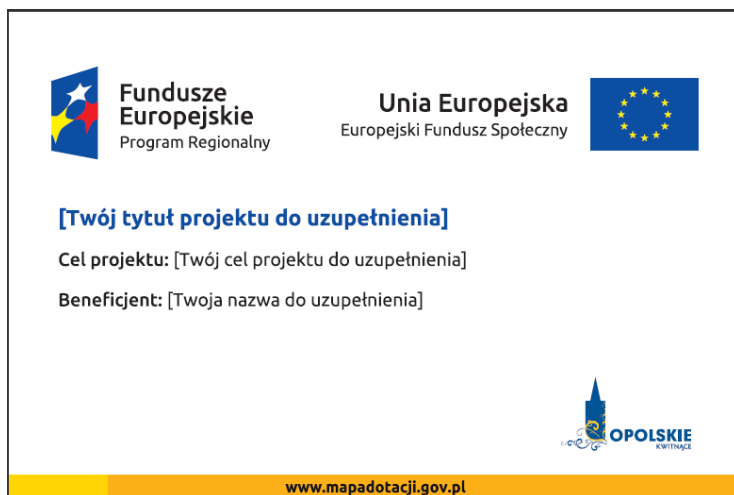 Fundusze
Europejskie
Program Regionalny
Unia Europejska
Europejski Fundusz Społeczny
[Twój tytuł projektu do uzupełnienia]
Cel projektu: [Twój cel projektu do uzupełnienia]
Beneficjent: [Twoja nazwa do uzupełnienia]
OPOLSKIE
KWITNĄCE
www.mapadotacji.gov.pl